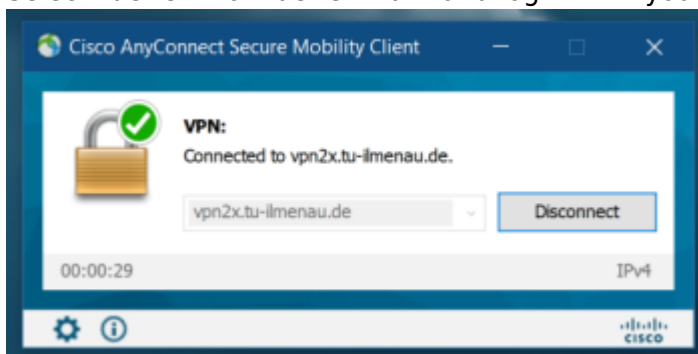 Cisco AnyConnect Secure Mobility Client
VPN:
Connected to vpn2x.tu-ilmenau.de.
vpn2x.tu-ilmenau.de
Disconnect
00:00:29
IPv4
CISCO